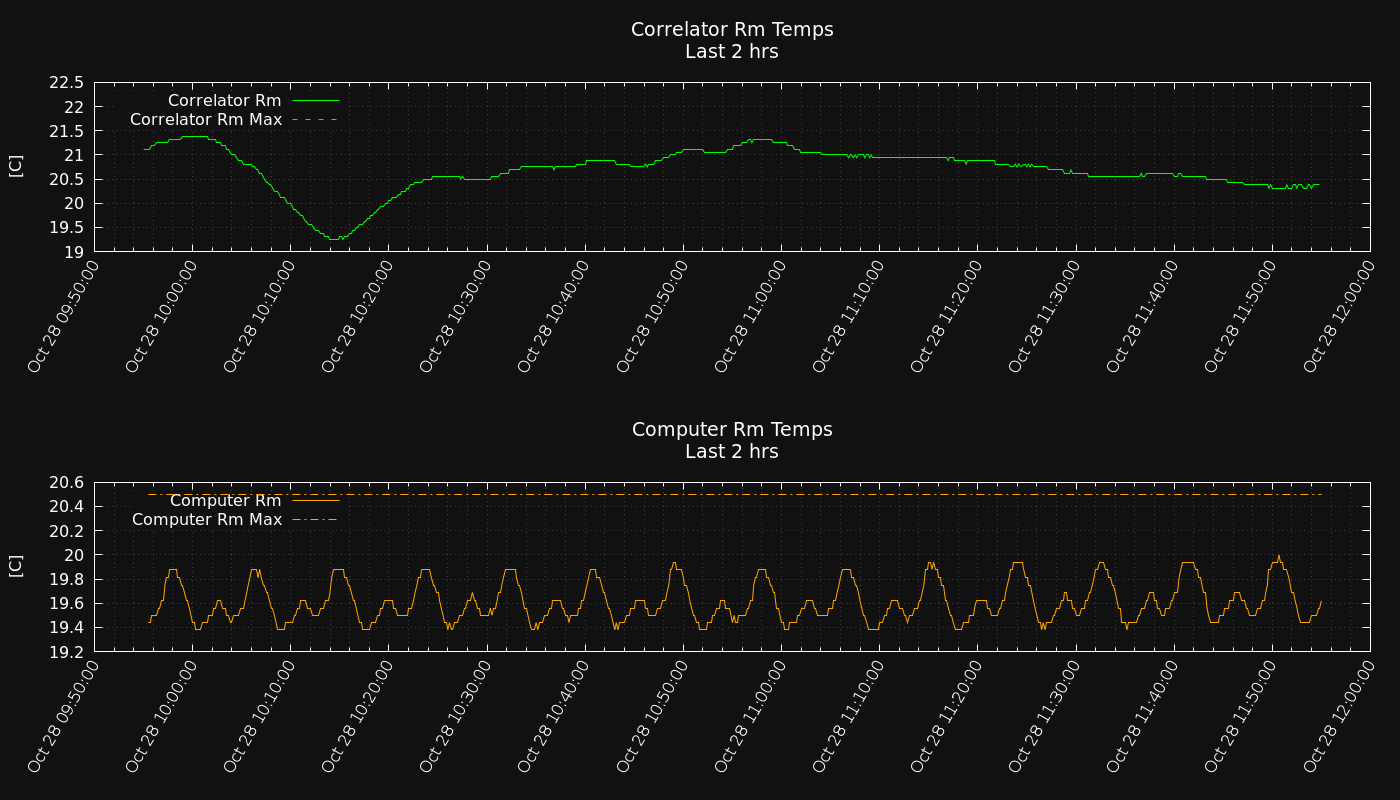 Correlator Rm Temps
Last 2 hrs
22.5
22
21.5
21
20.5
20
19.5
19
[C]
Correlator Rm
Correlator Rm Max
Oct 28 09:50:00
Oct 28 10:00:00
Oct 28 10:10:00
Oct 28 10:20:00
Oct 28 10:30:00
Oct 28 10:40:00
Oct 28 10:50:00
Oct 28 11:00:00
Oct 28 11:10:00
Oct 28 11:20:00
Oct 28 11:30:00
Oct 28 11:40:00
Oct 28 11:50:00
Oct 28 12:00:00
Computer Rm Temps
Last 2 hrs
20.6
20.4
20.2
20
19.8
19.6
19.4
19.2
[C]
Computer Rm
Computer Rm Max
Oct 28 09:50:00
Oct 28 10:00:00
Oct 28 10:10:00
Oct 28 10:20:00
Oct 28 10:30:00
Oct 28 10:40:00
Oct 28 10:50:00
Oct 28 11:00:00
Oct 28 11:10:00
Oct 28 11:20:00
Oct 28 11:30:00
Oct 28 11:40:00
Oct 28 11:50:00
Oct 28 12:00:00